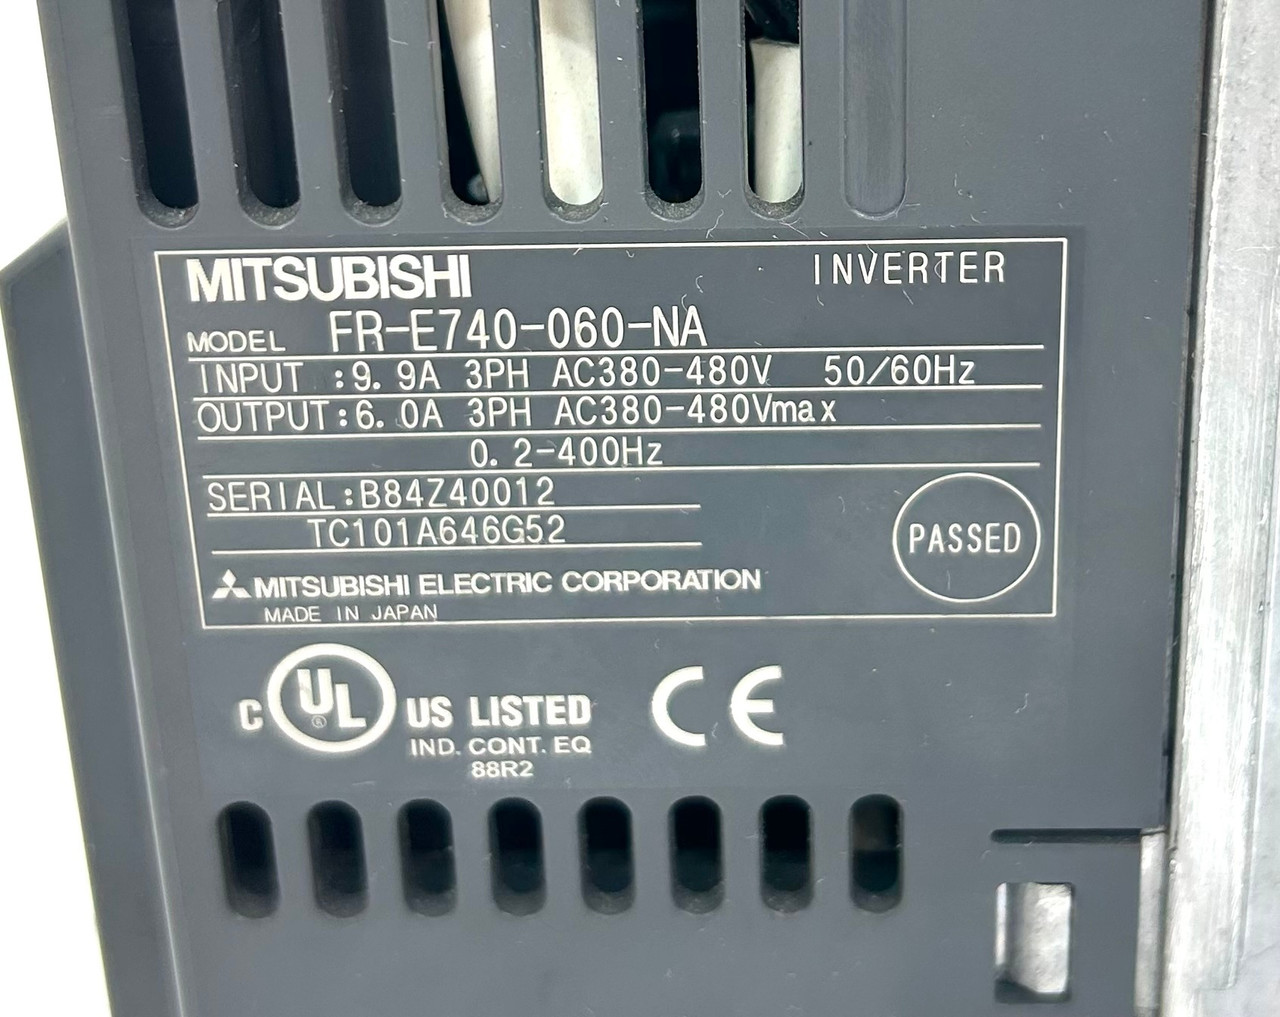 MITSUBISHI INVERTER
MODEL FR-E740-060-NA
INPUT :9.9A 3PH AC380-480V 50/60Hz
OUTPUT:6.0A 3PH AC380-480Vmax
0.2-400Hz
SERIAL:B84Z40012
TC101A646G52
PASSED
MITSUBISHI ELECTRIC CORPORATION
MADE IN JAPAN
C UL ® US LISTED CE
IND. CONT. EQ
88R2